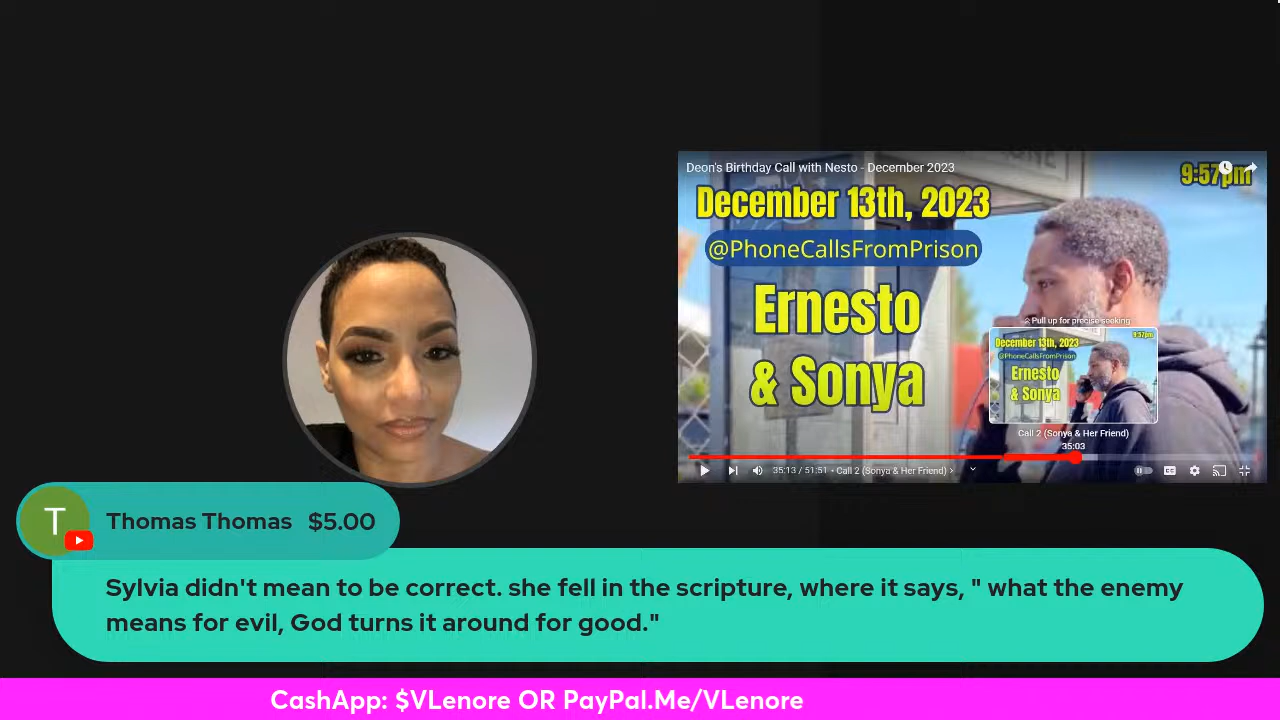 Deon's Birthday Call with Nesto - December 2023
9:57pm
December 13th, 2023
@PhoneCallsFromPrison
Ernesto
& Sonya
Pull up for precise seeking
December 13th, 2023
9:57pm
@PhoneCallsFromPrison
Ernesto
& Sonya
Call 2 (Sonya & Her Friend)
35:03
35:13 / 51:51 • Call 2 (Sonya & Her Friend) >
CC
T
Thomas Thomas $5.00
Sylvia didn't mean to be correct. she fell in the scripture, where it says, " what the enemy
means for evil, God turns it around for good."
CashApp: $VLenore OR PayPal.Me/VLenore